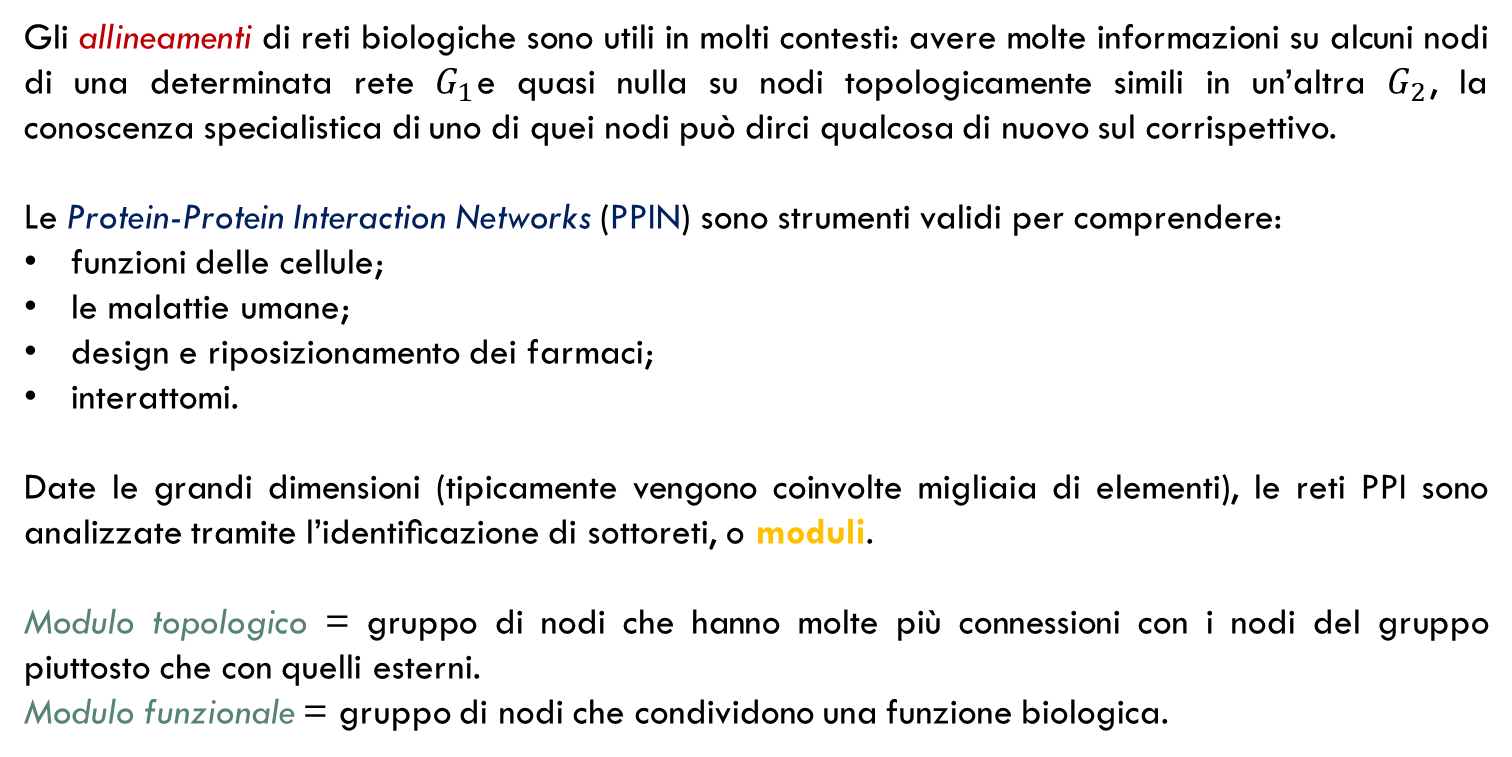 Gli allineamenti di reti biologiche sono utili in molti contesti: avere molte informazioni su alcuni nodi
di una determinata rete G₁e quasi nulla su nodi topologicamente simili in un’altra G₂, la
conoscenza specialistica di uno di quei nodi può dirci qualcosa di nuovo sul corrispettivo.
Le Protein-Protein Interaction Networks (PPIN) sono strumenti validi per comprendere:
• funzioni delle cellule;
• le malattie umane;
• design e riposizionamento dei farmaci;
• interattomi.
Date le grandi dimensioni (tipicamente vengono coinvolte migliaia di elementi), le reti PPI sono
analizzate tramite l’identificazione di sottoreti, o moduli.
Modulo topologico = gruppo di nodi che hanno molte più connessioni con i nodi del gruppo
piuttosto che con quelli esterni.
Modulo funzionale = gruppo di nodi che condividono una funzione biologica.